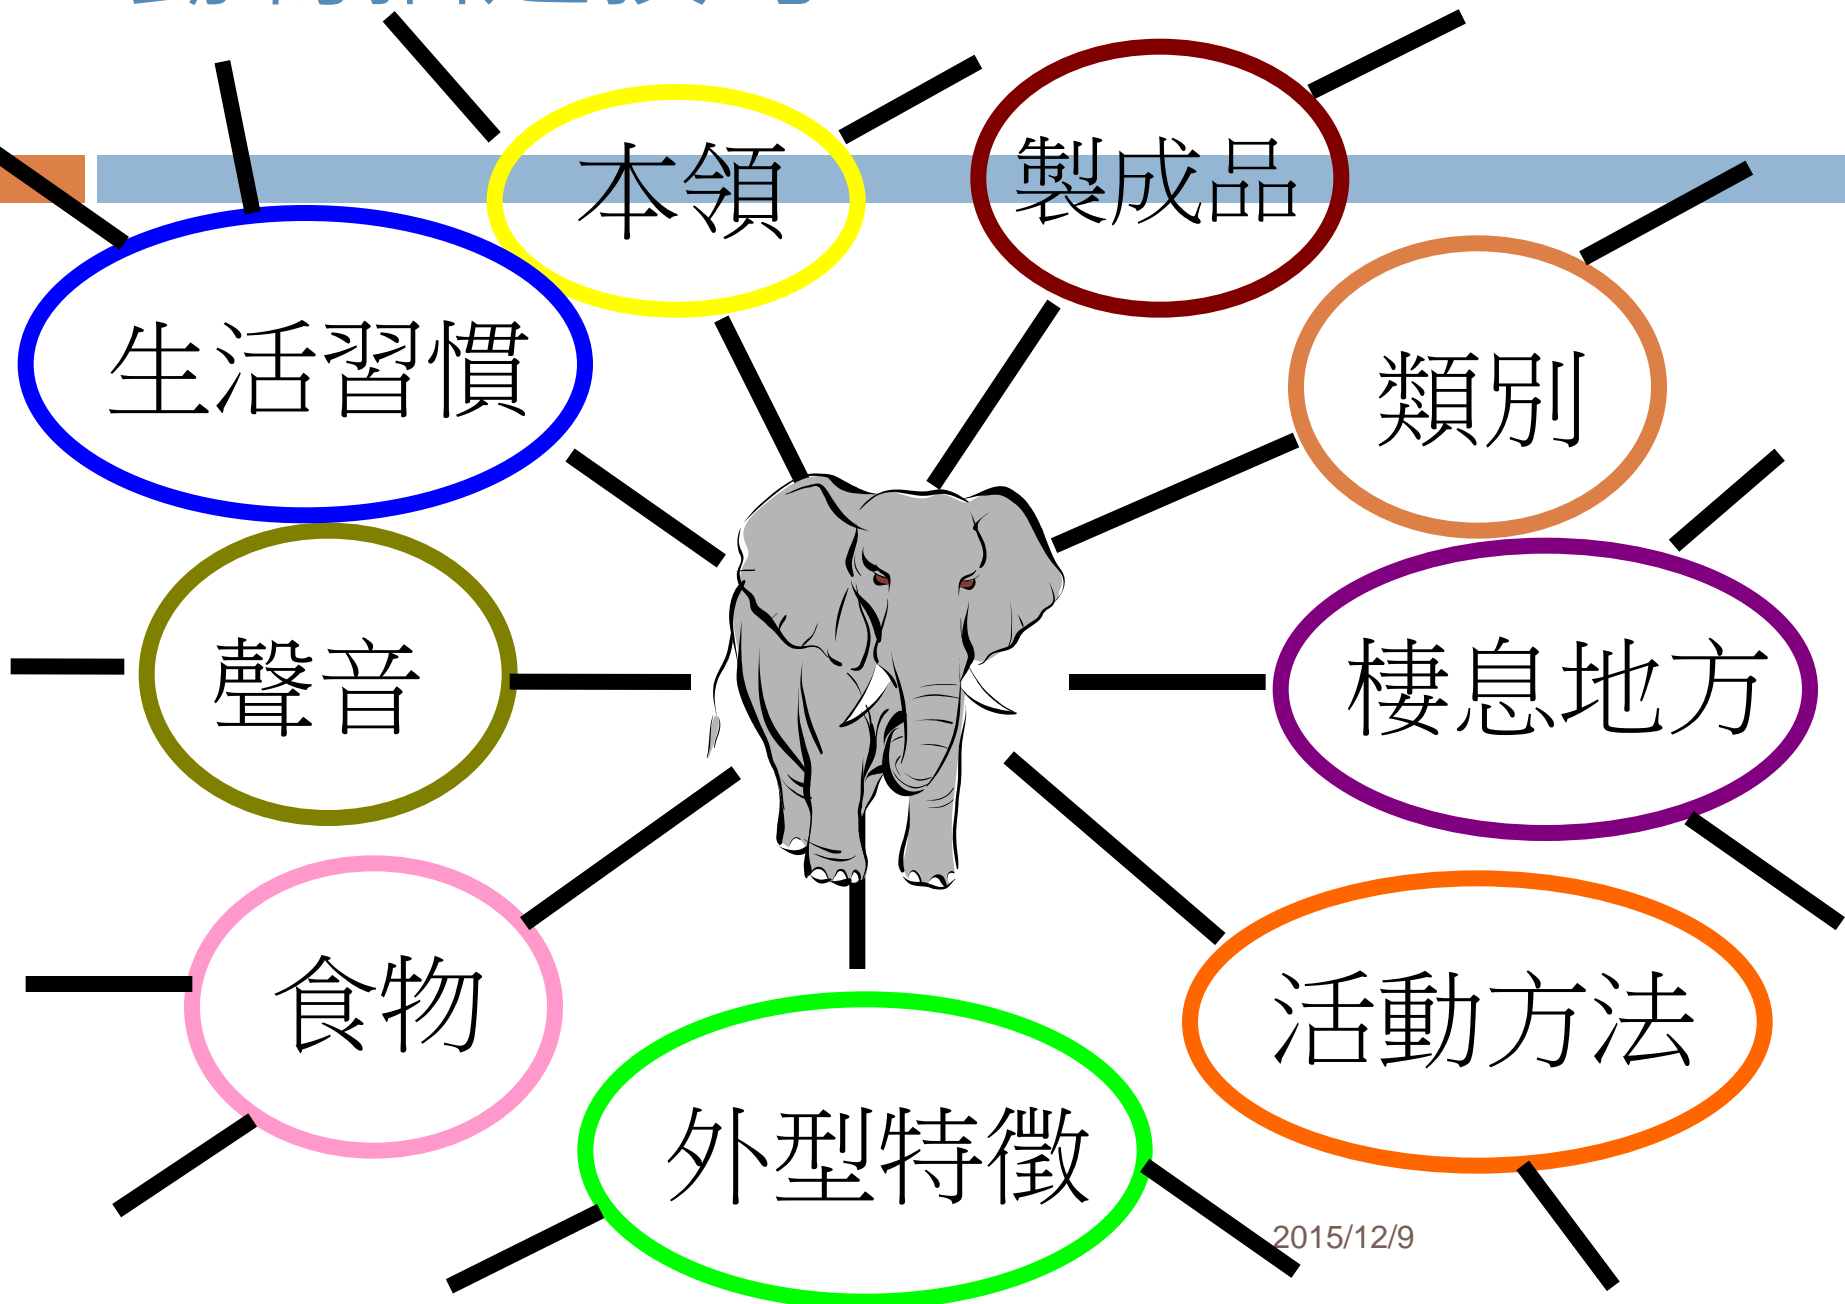 本領
製成品
生活習慣
類別
聲音
棲息地方
食物
活動方法
外型特徵
2015/12/9